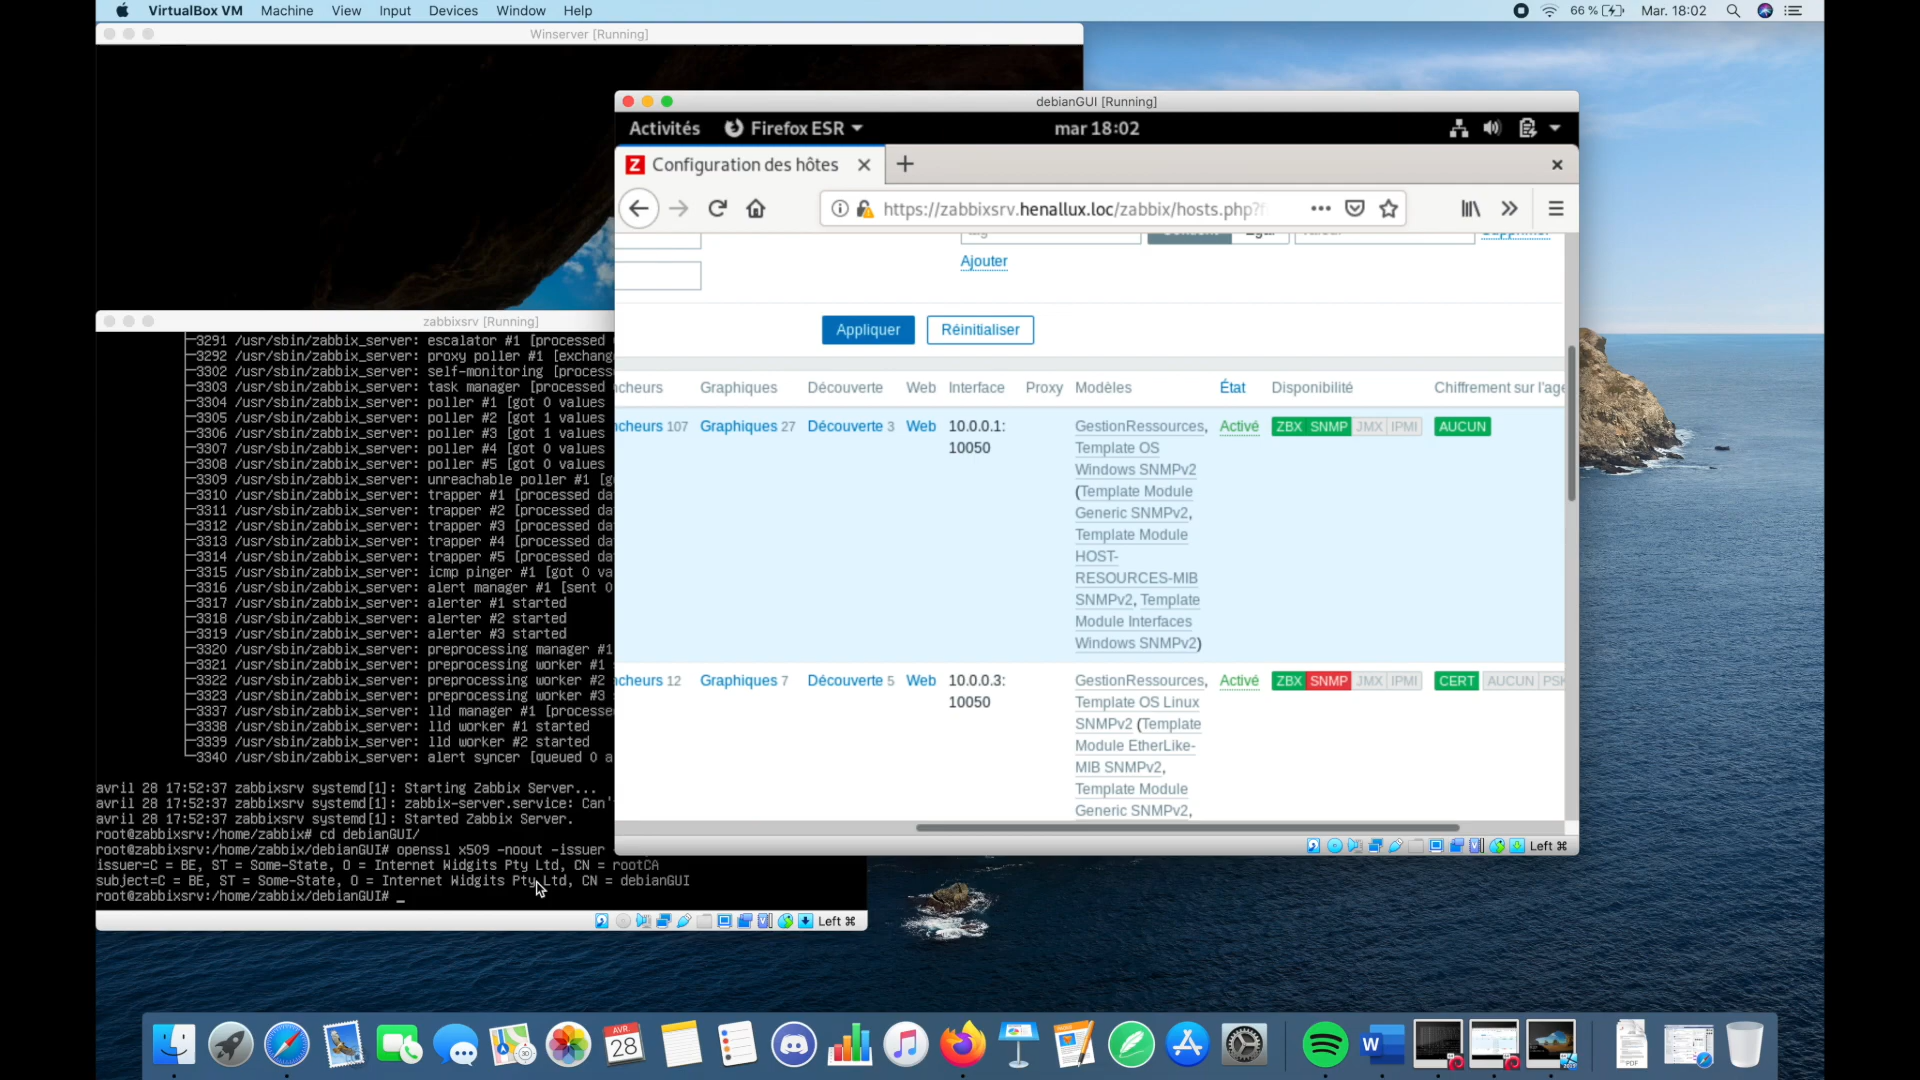 VirtualBox VM Machine View Input Devices Window Help 66 % Mar. 18:02
Winserver [Running]
debianGUI [Running]
Activités Firefox ESR mar 18:02
Configuration des hôtes
https://zabbixsrv.henallux.loc/zabbix/hosts.php?
Ajouter
Appliquer Réinitialiser
ncheurs Graphiques Découverte Web Interface Proxy Modèles État Disponibilité Chiffrement sur l'age
ncheurs 107 Graphiques 27 Découverte 3 Web 10.0.0.1: GestionRessources, Activé ZBX SNMP JMX IPMI AUCUN
10050 Template OS
Windows SNMPv2
(Template Module
Generic SNMPv2,
Template Module
HOST-
RESOURCES-MIB
SNMPv2, Template
Module Interfaces
Windows SNMPv2)
ncheurs 12 Graphiques 7 Découverte 5 Web 10.0.0.3: GestionRessources, Activé ZBX SNMP JMX IPMI CERT AUCUN PSK
10050 Template OS Linux
SNMPv2 (Template
Module EtherLike-
MIB SNMPv2,
Template Module
Generic SNMPv2,
Left ⌘
zabbixsrv [Running]
├─3291 /usr/sbin/zabbix_server: escalator #1 [processed
├─3292 /usr/sbin/zabbix_server: proxy poller #1 [exchang
├─3302 /usr/sbin/zabbix_server: self-monitoring [process
├─3303 /usr/sbin/zabbix_server: task manager [processed
├─3304 /usr/sbin/zabbix_server: poller #1 [got 0 values
├─3305 /usr/sbin/zabbix_server: poller #2 [got 1 values
├─3306 /usr/sbin/zabbix_server: poller #3 [got 1 values
├─3307 /usr/sbin/zabbix_server: poller #4 [got 0 values
├─3308 /usr/sbin/zabbix_server: poller #5 [got 0 values
├─3309 /usr/sbin/zabbix_server: unreachable poller #1 [g
├─3310 /usr/sbin/zabbix_server: trapper #1 [processed da
├─3311 /usr/sbin/zabbix_server: trapper #2 [processed da
├─3312 /usr/sbin/zabbix_server: trapper #3 [processed da
├─3313 /usr/sbin/zabbix_server: trapper #4 [processed da
├─3314 /usr/sbin/zabbix_server: trapper #5 [processed da
├─3315 /usr/sbin/zabbix_server: icmp pinger #1 [got 0 va
├─3316 /usr/sbin/zabbix_server: alert manager #1 [sent 0
├─3317 /usr/sbin/zabbix_server: alerter #1 started
├─3318 /usr/sbin/zabbix_server: alerter #2 started
├─3319 /usr/sbin/zabbix_server: alerter #3 started
├─3320 /usr/sbin/zabbix_server: preprocessing manager #1
├─3321 /usr/sbin/zabbix_server: preprocessing worker #1
├─3322 /usr/sbin/zabbix_server: preprocessing worker #2
├─3323 /usr/sbin/zabbix_server: preprocessing worker #3
├─3337 /usr/sbin/zabbix_server: lld manager #1 [processe
├─3338 /usr/sbin/zabbix_server: lld worker #1 started
├─3339 /usr/sbin/zabbix_server: lld worker #2 started
└─3340 /usr/sbin/zabbix_server: alert syncer [queued 0 a
avril 28 17:52:37 zabbixsrv systemd[1]: Starting Zabbix Server...
avril 28 17:52:37 zabbixsrv systemd[1]: zabbix-server.service: Can'
avril 28 17:52:37 zabbixsrv systemd[1]: Started Zabbix Server.
root@zabbixsrv:/home/zabbix# cd debianGUI/
root@zabbixsrv:/home/zabbix/debianGUI# openssl x509 -noout -issuer
issuer=C = BE, ST = Some-State, O = Internet Widgits Pty Ltd, CN = rootCA
subject=C = BE, ST = Some-State, O = Internet Widgits Pty Ltd, CN = debianGUI
root@zabbixsrv:/home/zabbix/debianGUI# _
Left ⌘
AVR
28
PDF